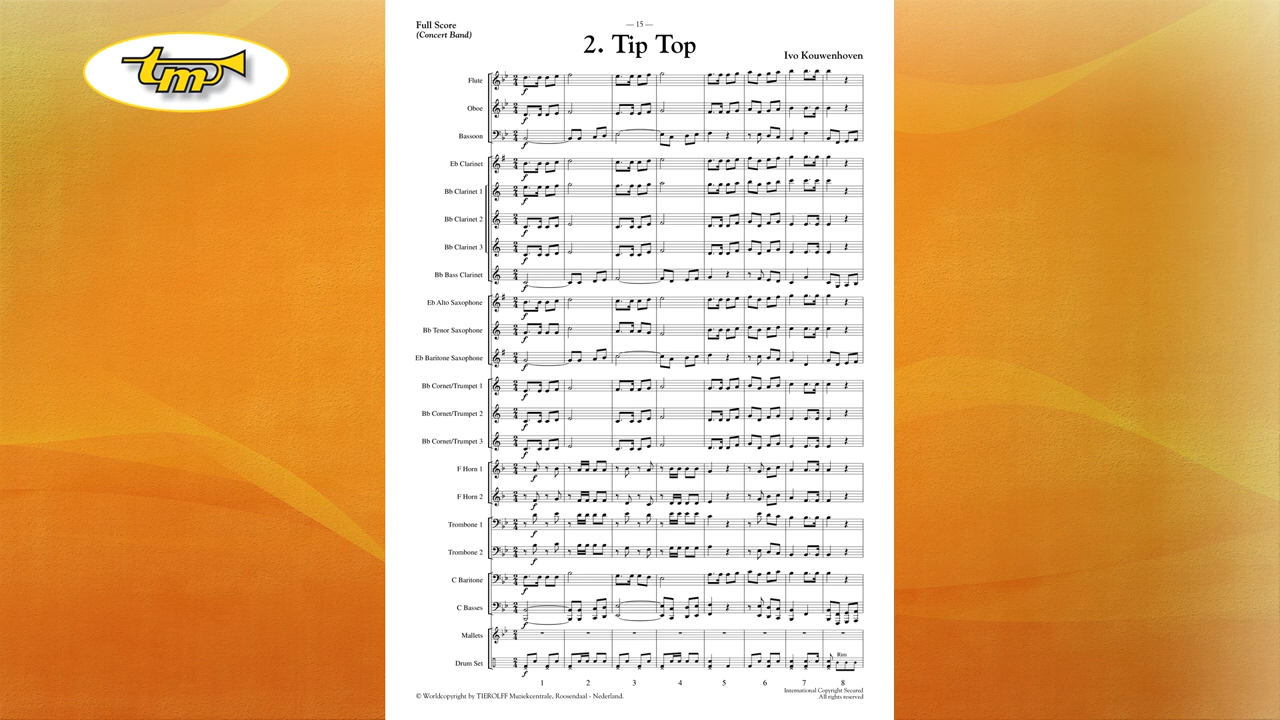 tm
Full Score
(Concert Band)
— 15 —
2. Tip Top
Ivo Kouwenhoven
Flute
Oboe
Bassoon
Eb Clarinet
Bb Clarinet 1
Bb Clarinet 2
Bb Clarinet 3
Bb Bass Clarinet
Eb Alto Saxophone
Bb Tenor Saxophone
Eb Baritone Saxophone
Bb Cornet/Trumpet 1
Bb Cornet/Trumpet 2
Bb Cornet/Trumpet 3
F Horn 1
F Horn 2
Trombone 1
Trombone 2
C Baritone
C Basses
Mallets
Drum Set
Rim
1 2 3 4 5 6 7 8
© Worldcopyright by TIEROLFF Muziekcentrale, Roosendaal - Nederland.
International Copyright Secured
All rights reserved